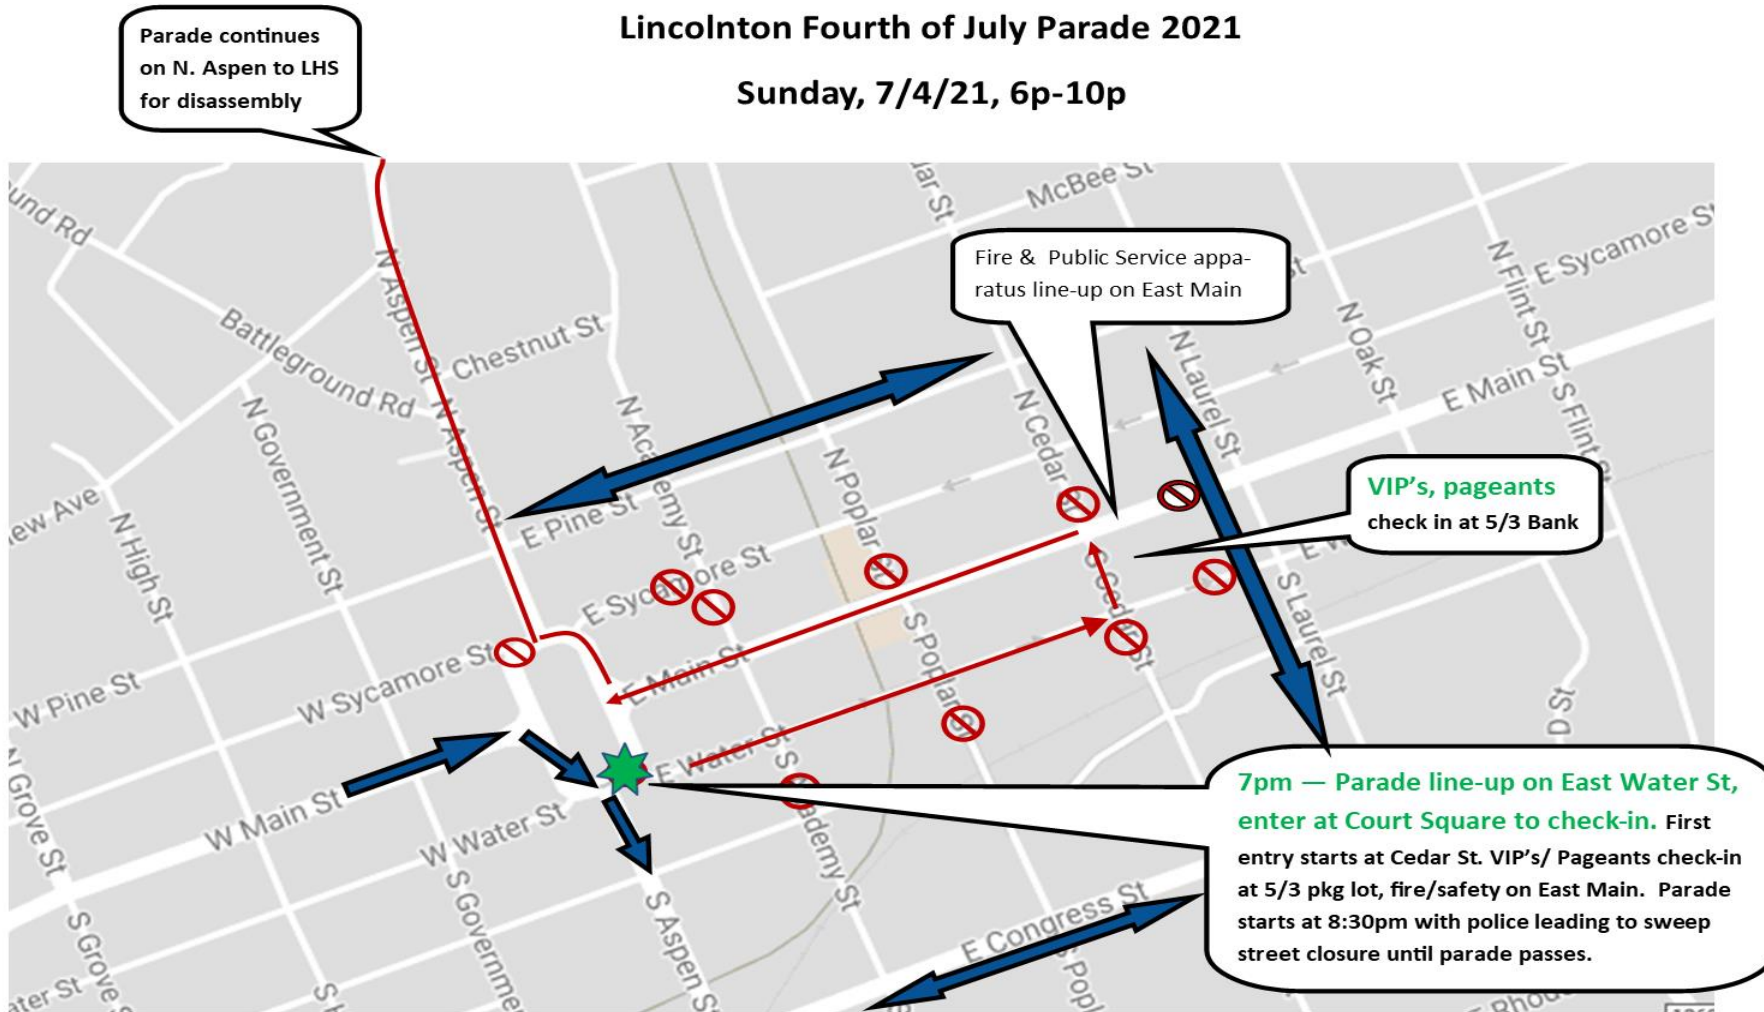 Lincolnton Fourth of July Parade 2021
Sunday, 7/4/21, 6p-10p
Parade continues
on N. Aspen to LHS
for disassembly
McBee St
E Sycamore St
Fire & Public Service appa-
ratus line-up on East Main
N Aspen St
Chestnut St
Battleground Rd
N Aspen St
N Government St
N Academy St
N Poplar St
N Cedar St
N Laurel St
N Oak St
N Flint St
E Main St
S Flint St
VIP's, pageants
check in at 5/3 Bank
N High St
E Pine St
E Sycamore St
S Cedar St
S Laurel St
S Poplar St
W Pine St
W Sycamore St
E Main St
E Water St
W Main St
W Water St
N Grove St
S Grove St
S Academy St
S Aspen St
E Congress St
7pm — Parade line-up on East Water St,
enter at Court Square to check-in. First
entry starts at Cedar St. VIP's/ Pageants check-in
at 5/3 pkg lot, fire/safety on East Main. Parade
starts at 8:30pm with police leading to sweep
street closure until parade passes.